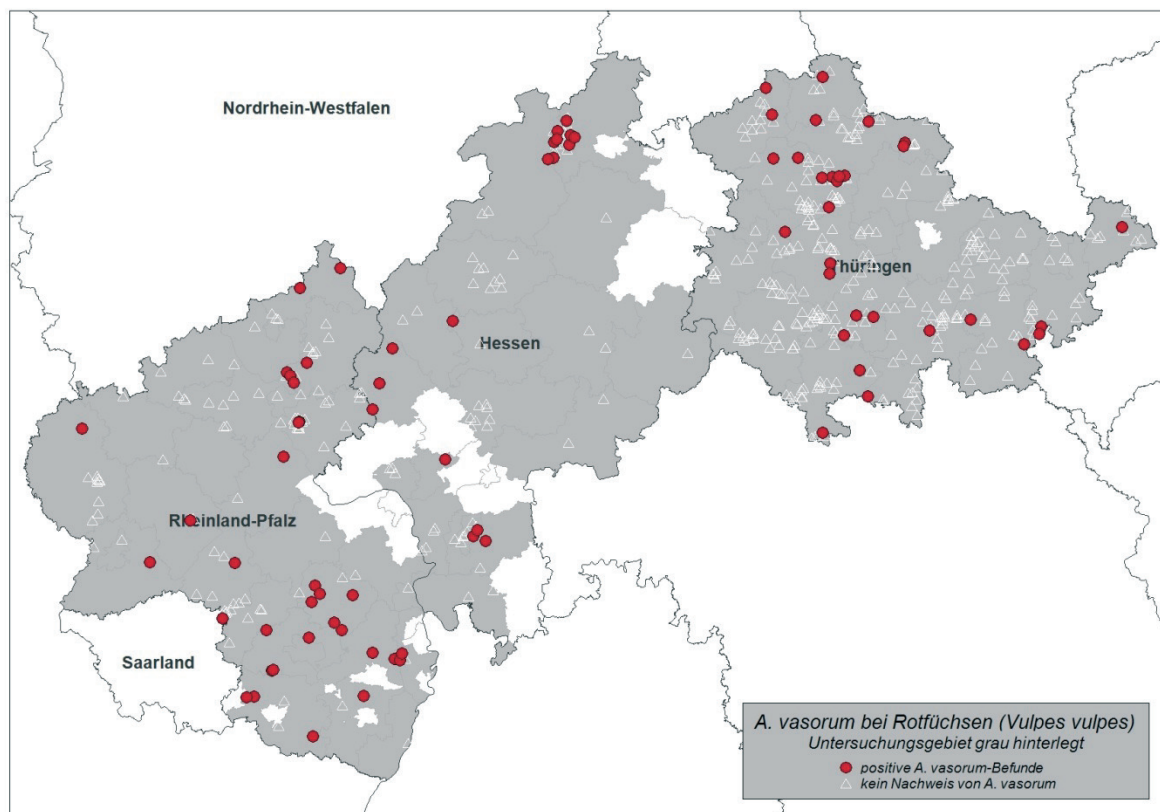 Nordrhein-Westfalen
Thüringen
Hessen
Rheinland-Pfalz
Saarland
A. vasorum bei Rotfüchsen (Vulpes vulpes)
Untersuchungsgebiet grau hinterlegt
positive A. vasorum-Befunde
kein Nachweis von A. vasorum